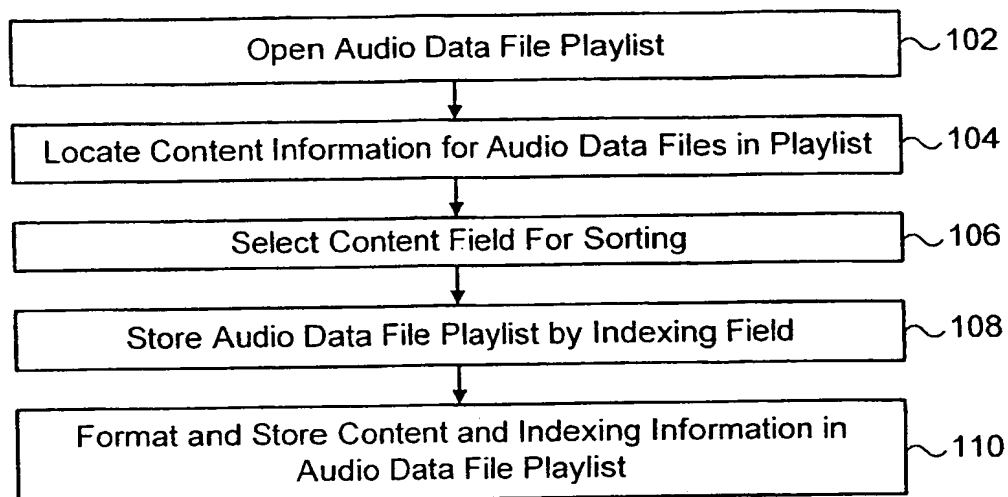 Open Audio Data File Playlist
102
Locate Content Information for Audio Data Files in Playlist
104
Select Content Field For Sorting
106
Store Audio Data File Playlist by Indexing Field
108
Format and Store Content and Indexing Information in
Audio Data File Playlist
110